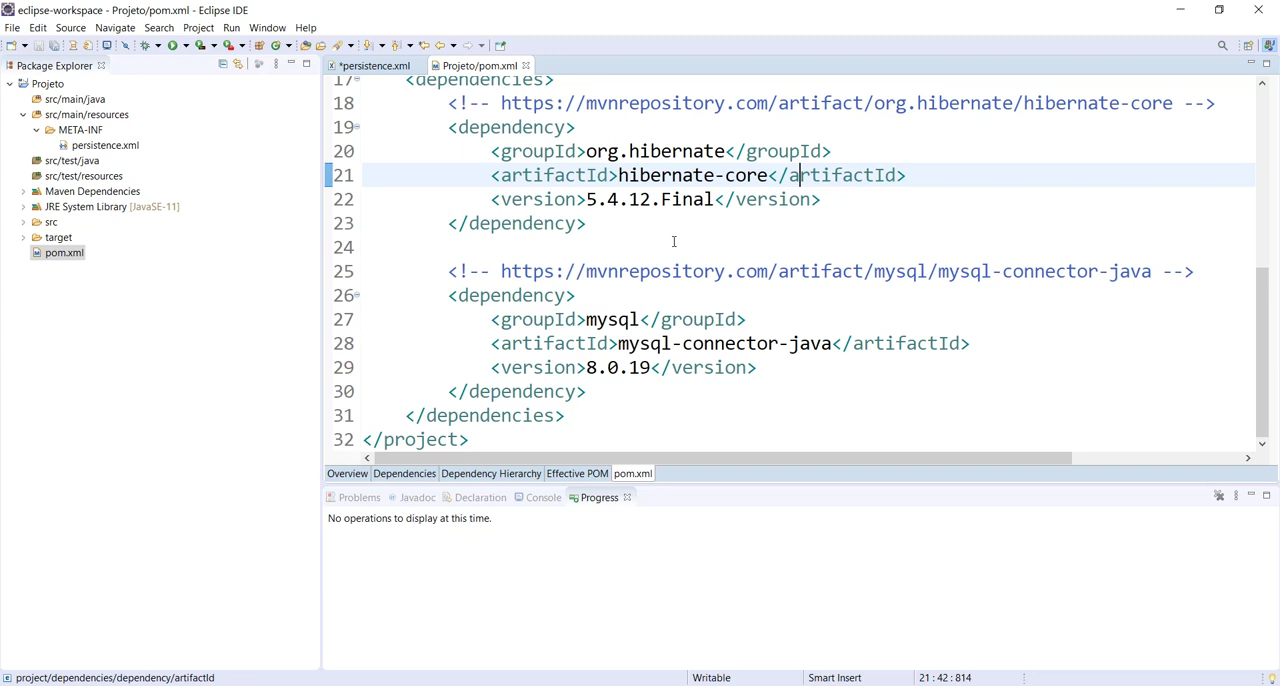 eclipse-workspace - Projeto/pom.xml - Eclipse IDE
File Edit Source Navigate Search Project Run Window Help
Package Explorer
*persistence.xml Projeto/pom.xml
Projeto
src/main/java
src/main/resources
META-INF
persistence.xml
src/test/java
src/test/resources
Maven Dependencies
JRE System Library [JavaSE-11]
src
target
pom.xml
17 <dependencies>
18 <!-- https://mvnrepository.com/artifact/org.hibernate/hibernate-core -->
19 <dependency>
20 <groupId>org.hibernate</groupId>
21 <artifactId>hibernate-core</artifactId>
22 <version>5.4.12.Final</version>
23 </dependency>
24
25 <!-- https://mvnrepository.com/artifact/mysql/mysql-connector-java -->
26 <dependency>
27 <groupId>mysql</groupId>
28 <artifactId>mysql-connector-java</artifactId>
29 <version>8.0.19</version>
30 </dependency>
31 </dependencies>
32 </project>
Overview Dependencies Dependency Hierarchy Effective POM pom.xml
Problems Javadoc Declaration Console Progress
No operations to display at this time.
project/dependencies/dependency/artifactId Writable Smart Insert 21 : 42 : 814